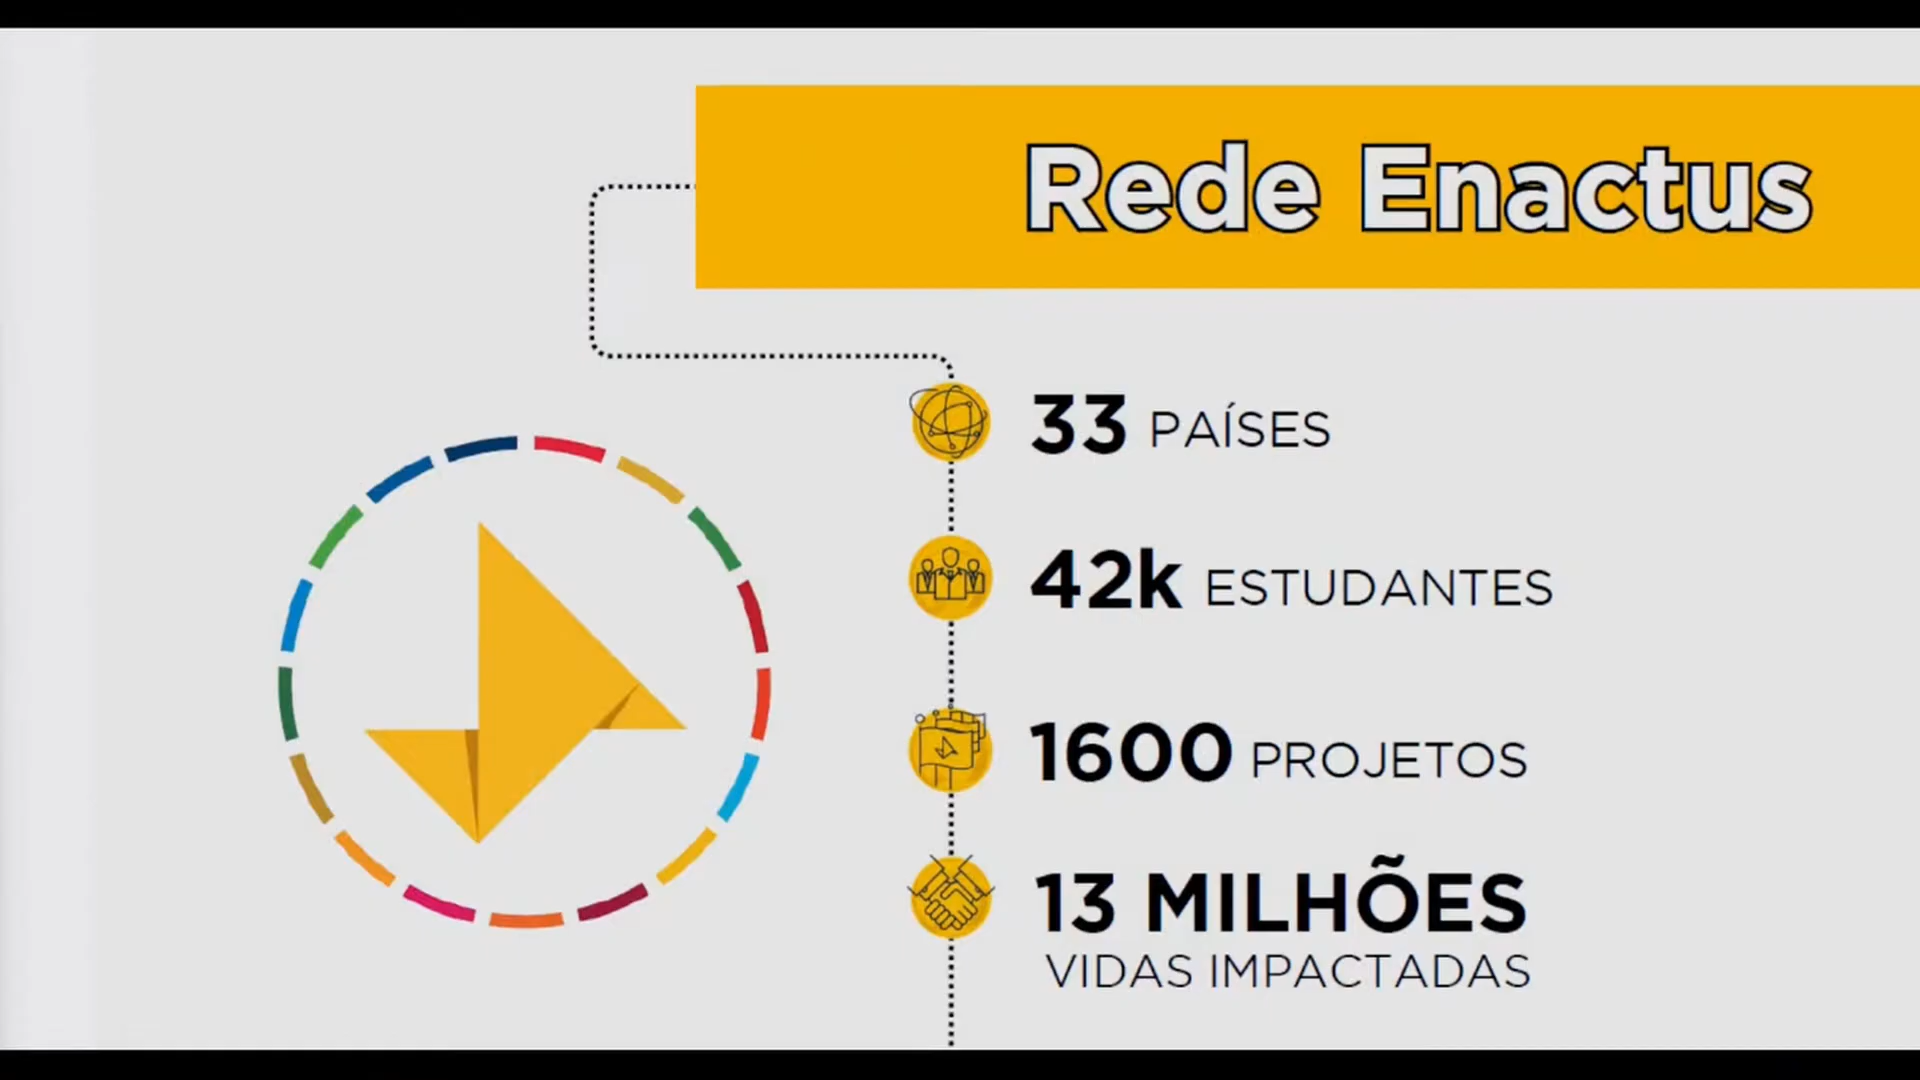 Rede Enactus
33 PAÍSES
42k ESTUDANTES
1600 PROJETOS
13 MILHÕES
VIDAS IMPACTADAS